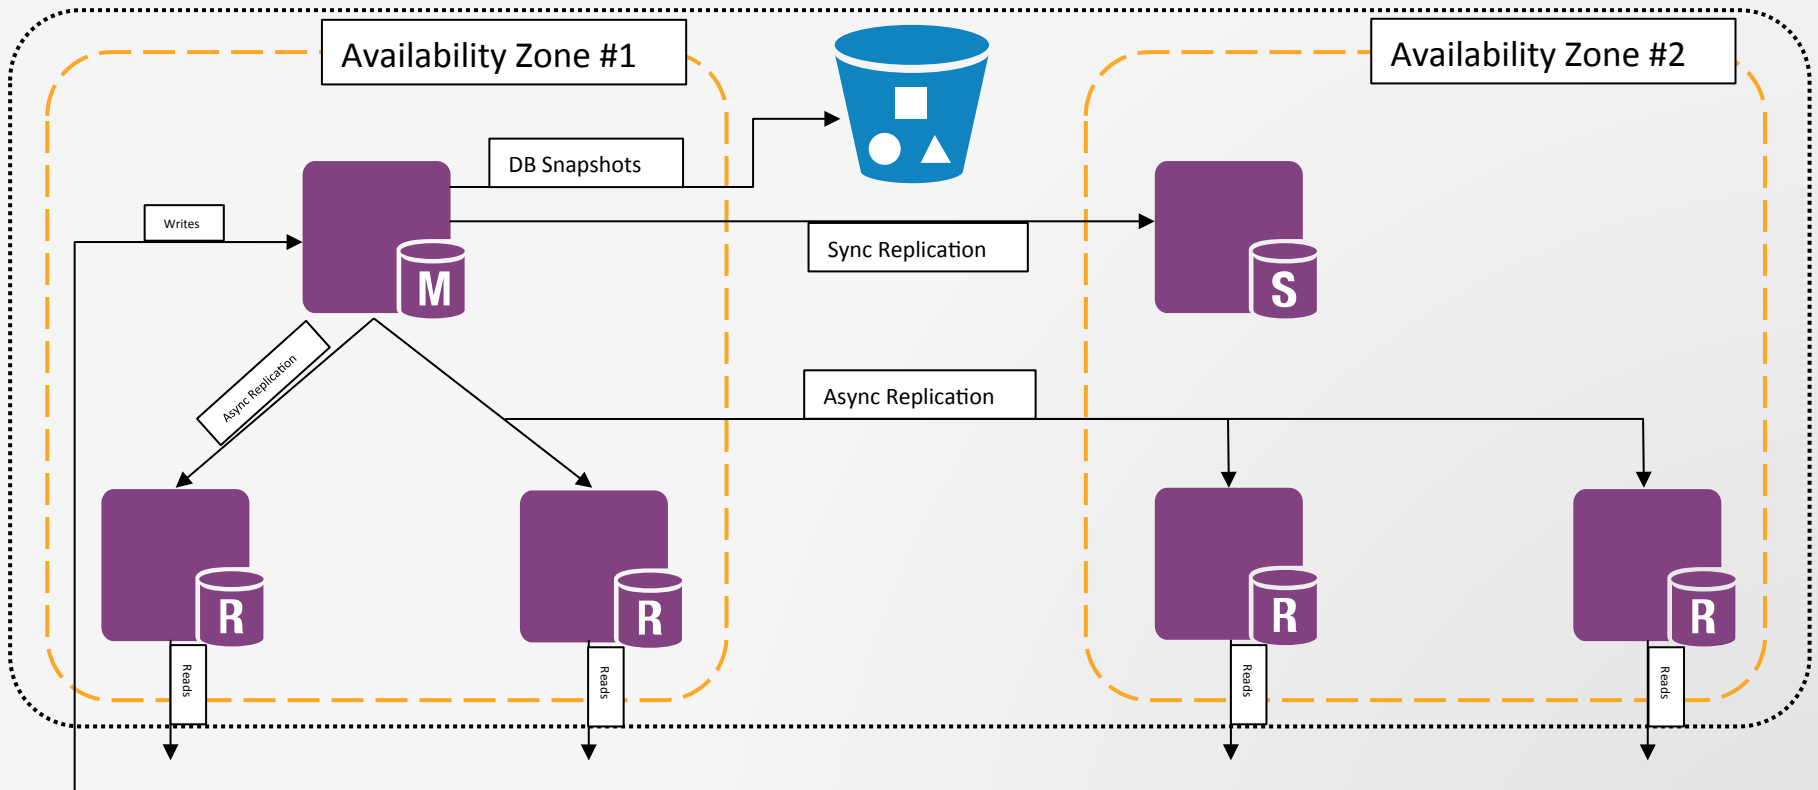 Availability Zone #1
Availability Zone #2
DB Snapshots
Writes
Sync Replication
M
S
Async Replication
Async Replication
R
R
R
R
Reads
Reads
Reads
Reads